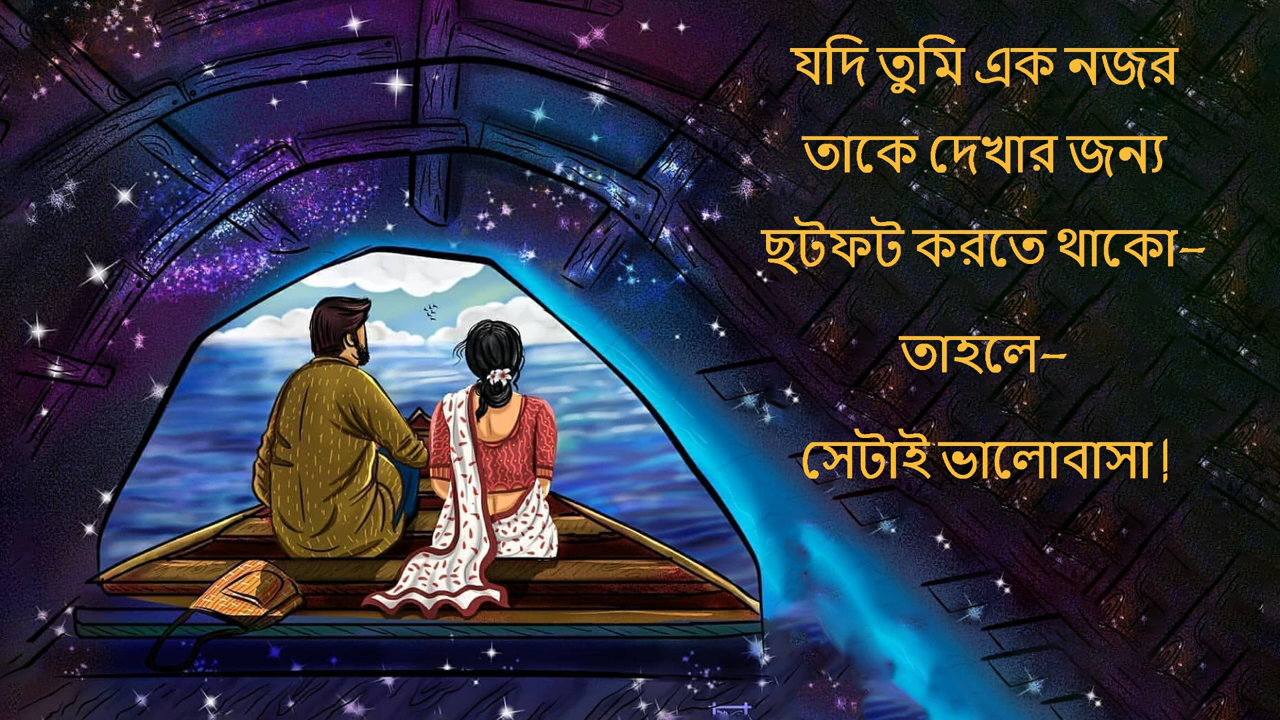 যদি তুমি এক নজর
তাকে দেখার জন্য
ছটফট করতে থাকো–
তাহলে–
সেটাই ভালোবাসা!